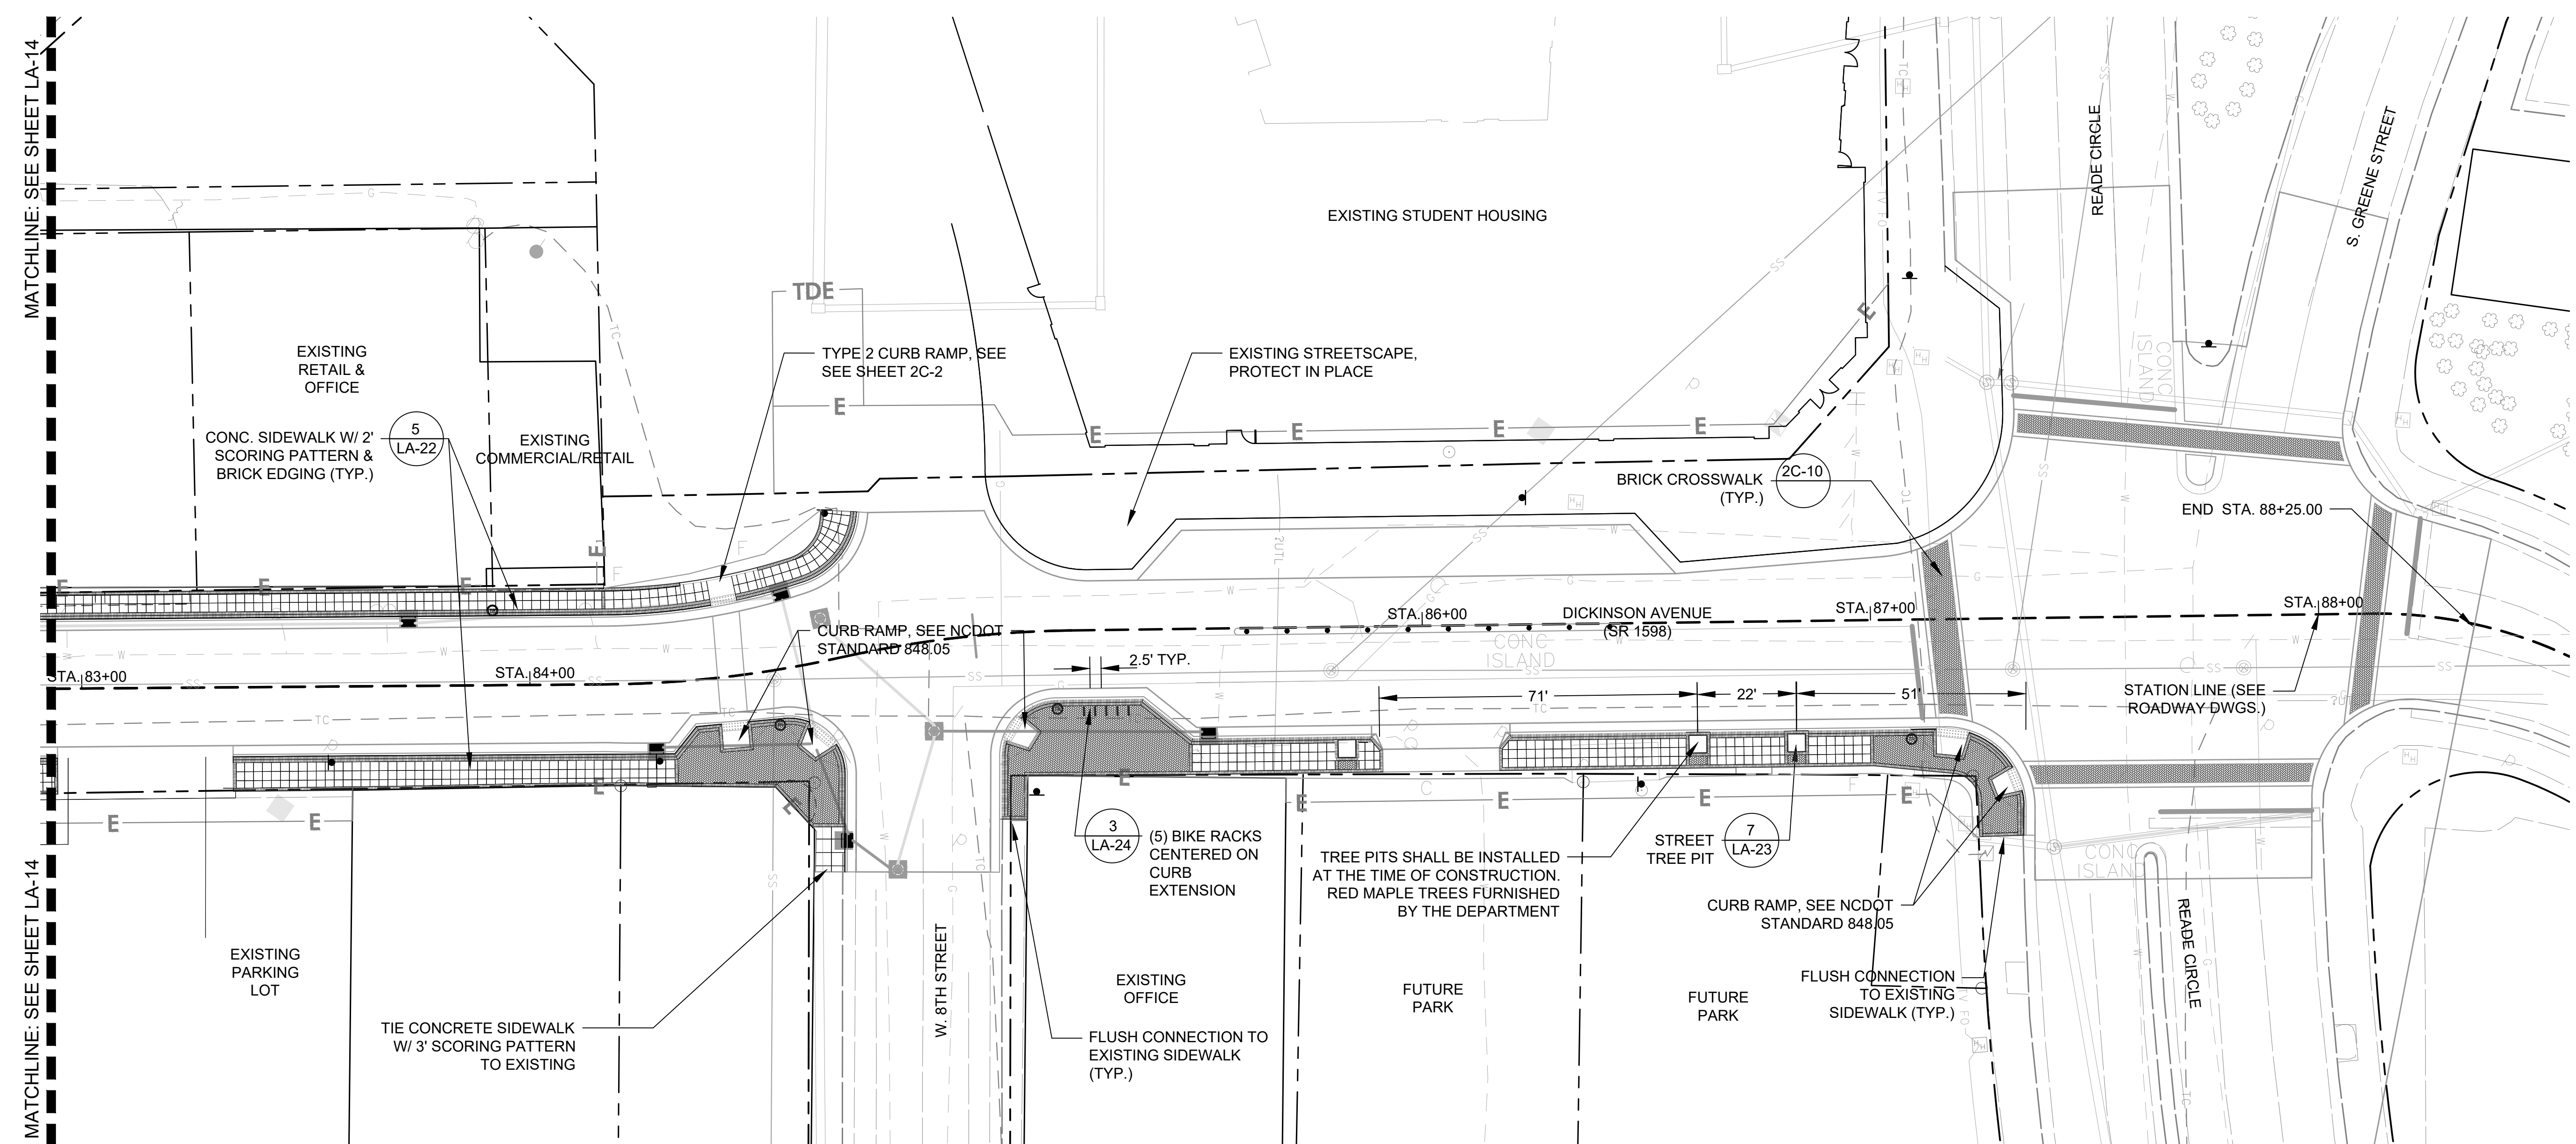 MATCHLINE: SEE SHEET LA-14
MATCHLINE: SEE SHEET LA-14
EXISTING
RETAIL &
OFFICE
5
LA-22
CONC. SIDEWALK W/ 2'
SCORING PATTERN &
BRICK EDGING (TYP.)
EXISTING
COMMERCIAL/RETAIL
TDE
TYPE 2 CURB RAMP, SEE
SEE SHEET 2C-2
EXISTING STREETSCAPE,
PROTECT IN PLACE
EXISTING STUDENT HOUSING
READE CIRCLE
S. GREENE STREET
CONC
ISLAND
BRICK CROSSWALK
(TYP.)
2C-10
END STA. 88+25.00
STA. 83+00
STA. 84+00
STA. 86+00
DICKINSON AVENUE
(SR 1598)
STA. 87+00
STA. 88+00
CURB RAMP, SEE NCDOT
STANDARD 848.05
2.5' TYP.
CONC
ISLAND
71'
22'
51'
STATION LINE (SEE
ROADWAY DWGS.)
3
LA-24
(5) BIKE RACKS
CENTERED ON
CURB
EXTENSION
TREE PITS SHALL BE INSTALLED
AT THE TIME OF CONSTRUCTION.
RED MAPLE TREES FURNISHED
BY THE DEPARTMENT
STREET
TREE PIT
7
LA-23
CURB RAMP, SEE NCDOT
STANDARD 848.05
CONC
ISLAND
FLUSH CONNECTION
TO EXISTING
SIDEWALK (TYP.)
READE CIRCLE
EXISTING
PARKING
LOT
TIE CONCRETE SIDEWALK
W/ 3' SCORING PATTERN
TO EXISTING
W. 8TH STREET
EXISTING
OFFICE
FLUSH CONNECTION TO
EXISTING SIDEWALK
(TYP.)
FUTURE
PARK
FUTURE
PARK